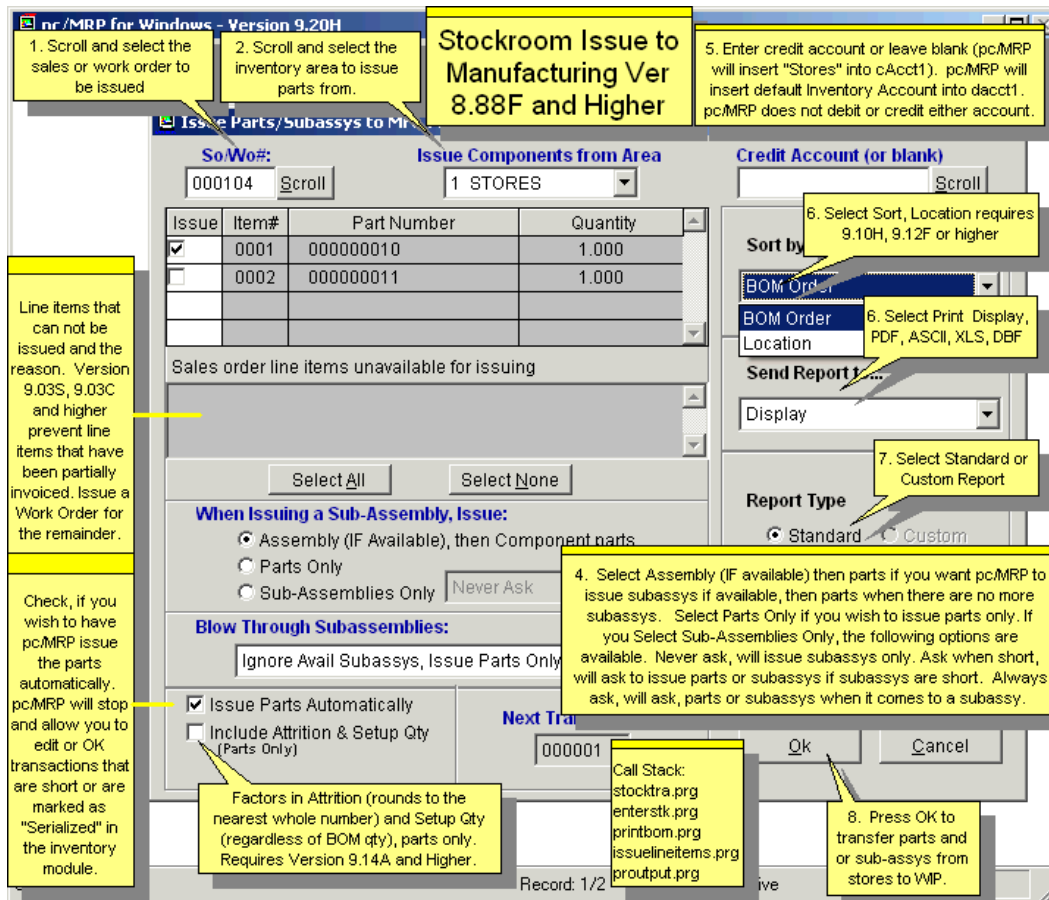 pc/MRP for Windows - Version 9.20H
1. Scroll and select the
sales or work order to
be issued
2. Scroll and select the
inventory area to issue
parts from.
Stockroom Issue to
Manufacturing Ver
8.88F and Higher
5. Enter credit account or leave blank (pc/MRP
will insert "Stores" into cAcct1). pc/MRP will
insert default Inventory Account into dacct1.
pc/MRP does not debit or credit either account.
Issue Parts/Subassys to
So/Wo#:
000104 Scroll
Issue Components from Area
1 STORES
Credit Account (or blank)
Scroll
Issue Item# Part Number Quantity
0001 000000010 1.000
0002 000000011 1.000
6. Select Sort, Location requires
9.10H, 9.12F or higher
Sort by
BOM Order
BOM Order
Location
6. Select Print Display,
PDF, ASCII, XLS, DBF
Send Report to...
Display
Line items that
can not be
issued and the
reason. Version
9.03S, 9.03C
and higher
prevent line
items that have
been partially
invoiced. Issue a
Work Order for
the remainder.
Sales order line items unavailable for issuing
Select All Select None
7. Select Standard or
Custom Report
Report Type
Standard Custom
When Issuing a Sub-Assembly, Issue:
Assembly (IF Available), then Component parts
Parts Only
Sub-Assemblies Only Never Ask
4. Select Assembly (IF available) then parts if you want pc/MRP to
issue subassys if available, then parts when there are no more
subassys. Select Parts Only if you wish to issue parts only. If
you Select Sub-Assemblies Only, the following options are
available. Never ask, will issue subassys only. Ask when short,
will ask to issue parts or subassys if subassys are short. Always
ask, will ask, parts or subassys when it comes to a subassy.
Blow Through Subassemblies:
Ignore Avail Subassys, Issue Parts Only
Check, if you
wish to have
pc/MRP issue
the parts
automatically.
pc/MRP will stop
and allow you to
edit or OK
transactions that
are short or are
marked as
"Serialized" in
the inventory
module.
Issue Parts Automatically
Include Attrition & Setup Qty
(Parts Only)
Next
000001
Ok Cancel
Factors in Attrition (rounds to the
nearest whole number) and Setup Qty
(regardless of BOM qty), parts only.
Requires Version 9.14A and Higher.
Call Stack:
stocktra.prg
enterstk.prg
printbom.prg
issuelineitems.prg
proutput.prg
8. Press OK to
transfer parts and
or sub-assys from
stores to WIP.
Record: 1/2